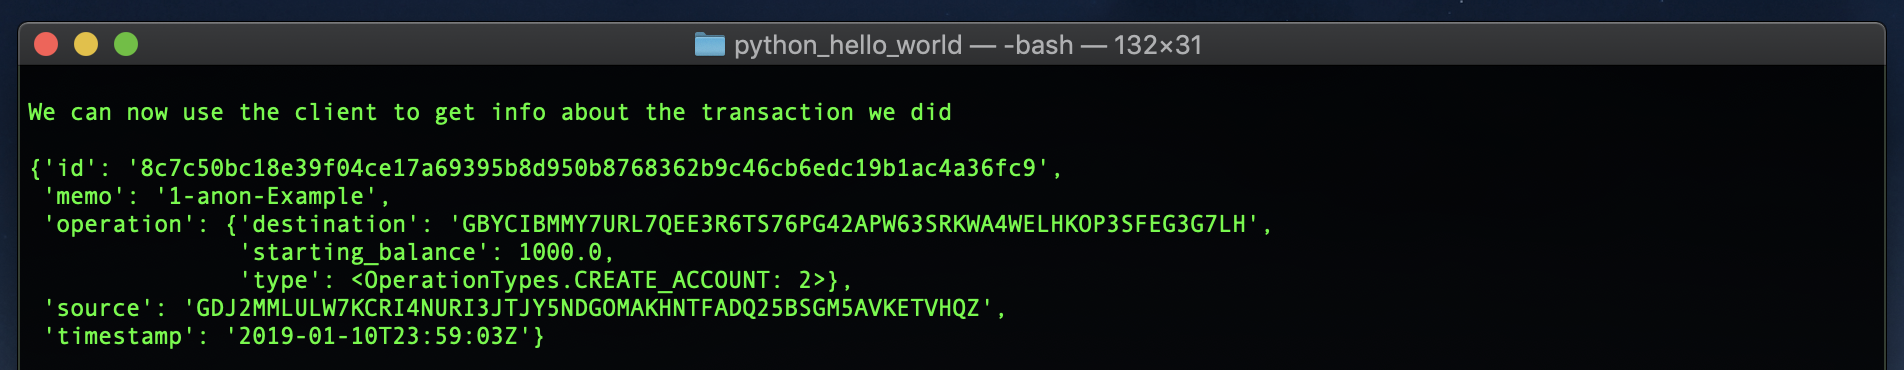 python_hello_world — -bash — 132×31
We can now use the client to get info about the transaction we did
{'id': '8c7c50bc18e39f04ce17a69395b8d950b8768362b9c46cb6edc19b1ac4a36fc9',
 'memo': '1-anon-Example',
 'operation': {'destination': 'GBYCIBMMY7URL7QEE3R6TS76PG42APW63SRKWA4WELHKOP3SFEG3G7LH',
               'starting_balance': 1000.0,
               'type': <OperationTypes.CREATE_ACCOUNT: 2>},
 'source': 'GDJ2MMLULW7KCRI4NURI3JTJY5NDGOMAKHNTFADQ25BSGM5AVKETVHQZ',
 'timestamp': '2019-01-10T23:59:03Z'}